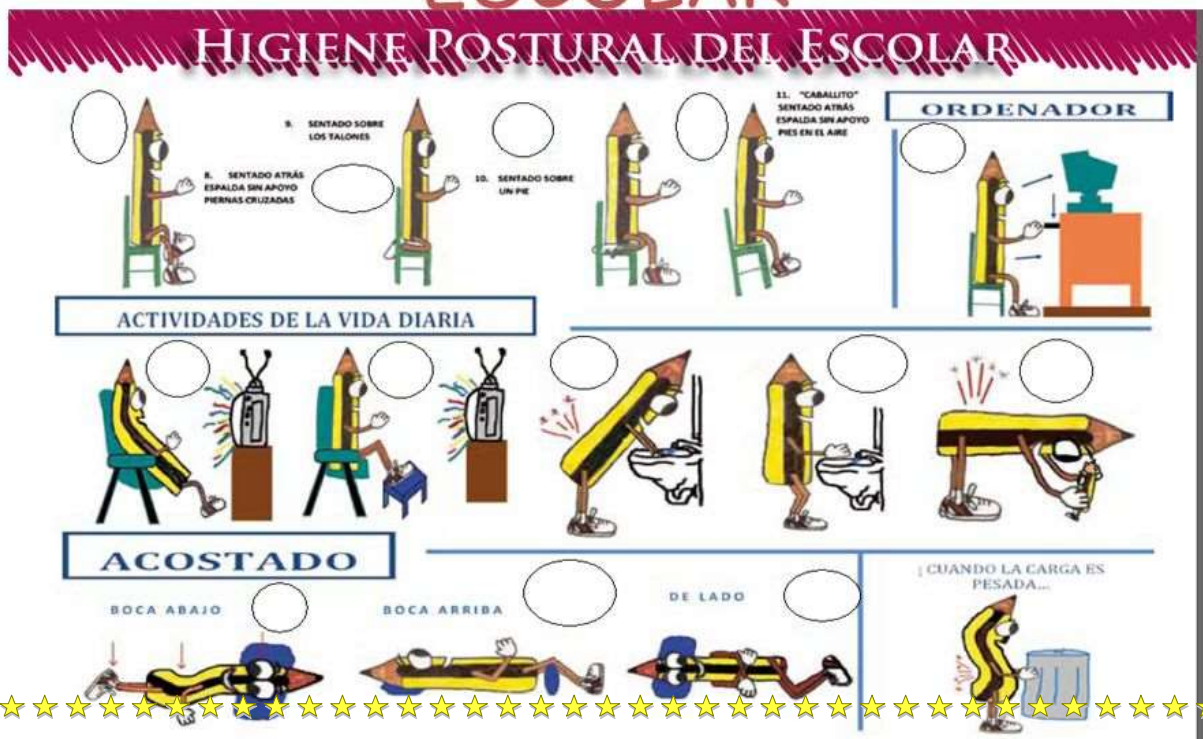 ESCOLAR
HIGIENE POSTURAL DEL ESCOLAR
8. SENTADO ATRÁS
ESPALDA SIN APOYO
PIERNAS CRUZADAS
9. SENTADO SOBRE
LOS TALONES
10. SENTADO SOBRE
UN PIE
11. "CABALLITO"
SENTADO ATRÁS
ESPALDA SIN APOYO
PIES EN EL AIRE
ORDENADOR
ACTIVIDADES DE LA VIDA DIARIA
ACOSTADO
BOCA ABAJO
BOCA ARRIBA
DE LADO
¡CUANDO LA CARGA ES
PESADA...